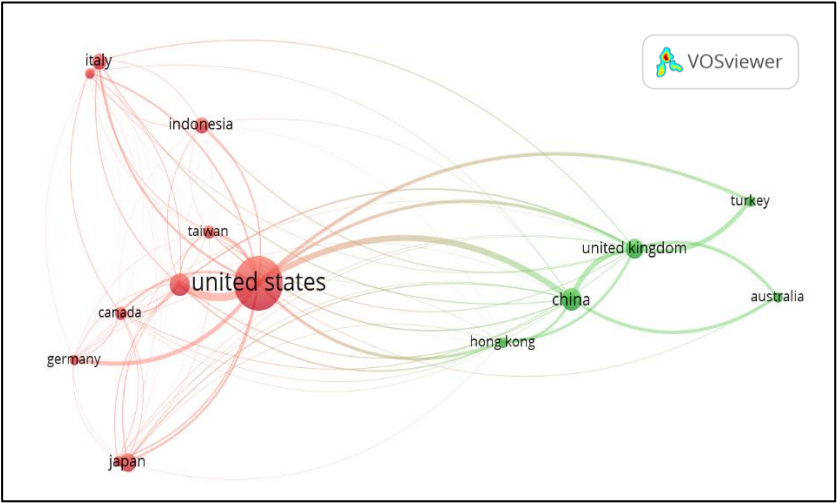 italy
VOSviewer
indonesia
turkey
taiwan
united kingdom
united states
china
australia
canada
hong kong
germany
japan